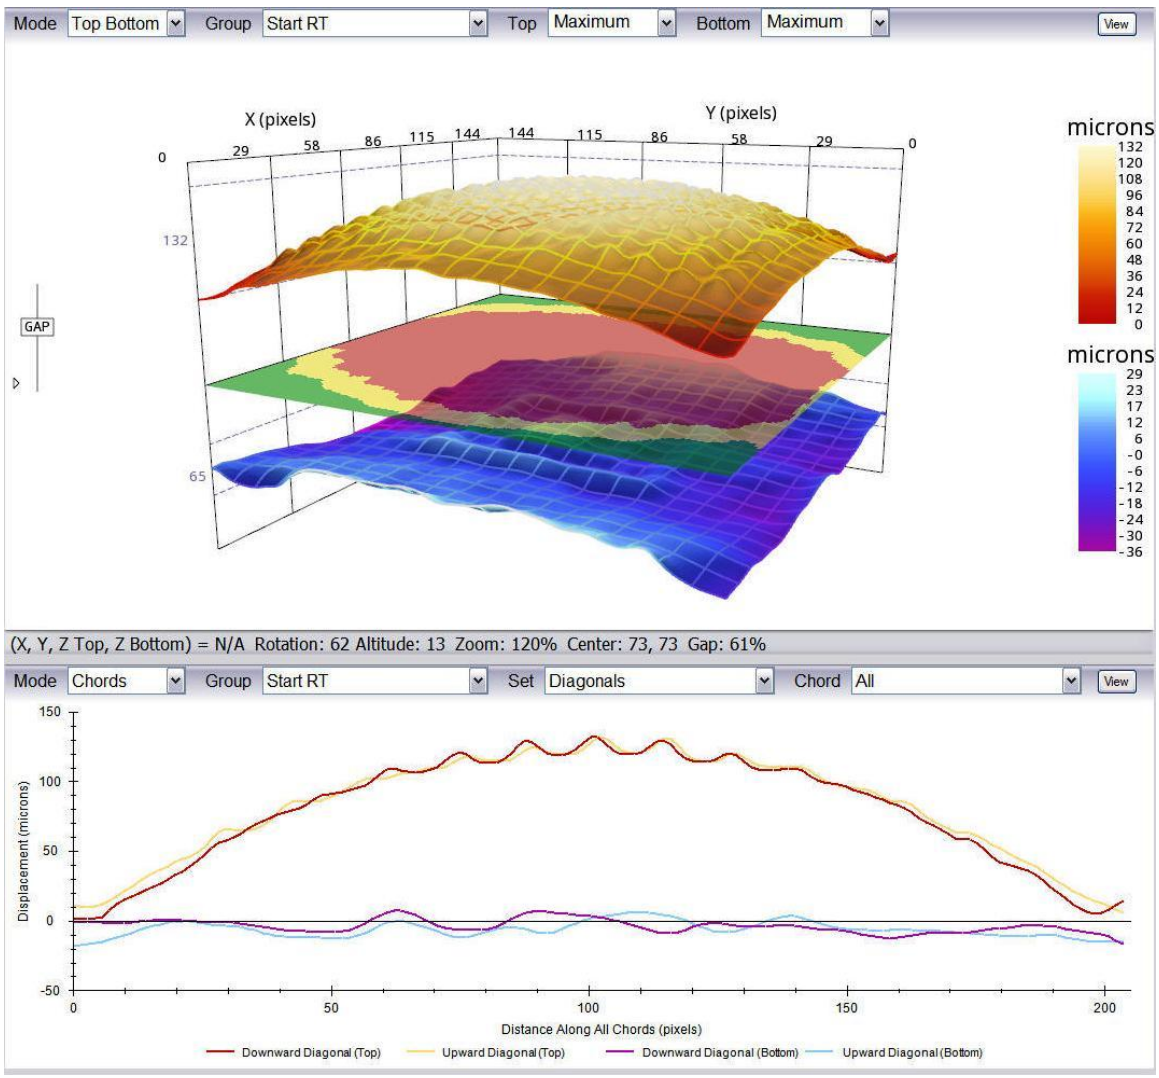 Mode Top Bottom Group Start RT Top Maximum Bottom Maximum View
X (pixels) Y (pixels)
0 29 58 86 115 144 144 115 86 58 29 0
132
65
GAP
microns
132
120
108
96
84
72
60
48
36
24
12
0
microns
29
23
17
12
6
-0
-6
-12
-18
-24
-30
-36
(X, Y, Z Top, Z Bottom) = N/A Rotation: 62 Altitude: 13 Zoom: 120% Center: 73, 73 Gap: 61%
Mode Chords Group Start RT Set Diagonals Chord All View
Displacement (microns)
150
100
50
0
-50
0 50 100 150 200
Distance Along All Chords (pixels)
Downward Diagonal (Top) Upward Diagonal (Top) Downward Diagonal (Bottom) Upward Diagonal (Bottom)